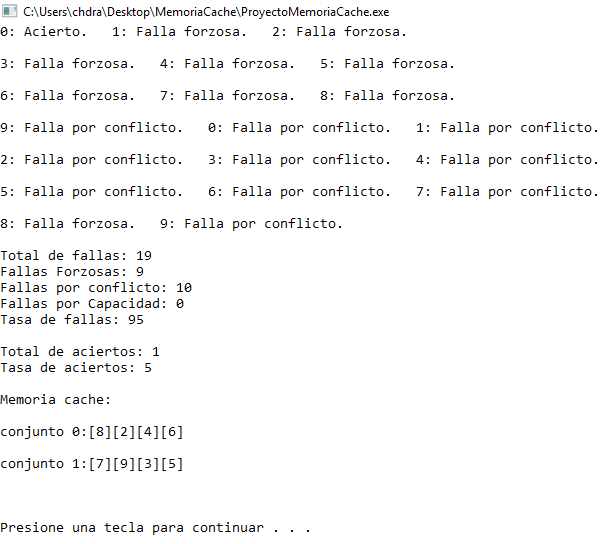 C:\Users\chdra\Desktop\MemoriaCache\ProyectoMemoriaCache.exe
0: Acierto.   1: Falla forzosa.   2: Falla forzosa.
3: Falla forzosa.   4: Falla forzosa.   5: Falla forzosa.
6: Falla forzosa.   7: Falla forzosa.   8: Falla forzosa.
9: Falla por conflicto.   0: Falla por conflicto.   1: Falla por conflicto.
2: Falla por conflicto.   3: Falla por conflicto.   4: Falla por conflicto.
5: Falla por conflicto.   6: Falla por conflicto.   7: Falla por conflicto.
8: Falla forzosa.   9: Falla por conflicto.
Total de fallas: 19
Fallas Forzosas: 9
Fallas por conflicto: 10
Fallas por Capacidad: 0
Tasa de fallas: 95
Total de aciertos: 1
Tasa de aciertos: 5
Memoria cache:
conjunto 0:[8][2][4][6]
conjunto 1:[7][9][3][5]
Presione una tecla para continuar . . .